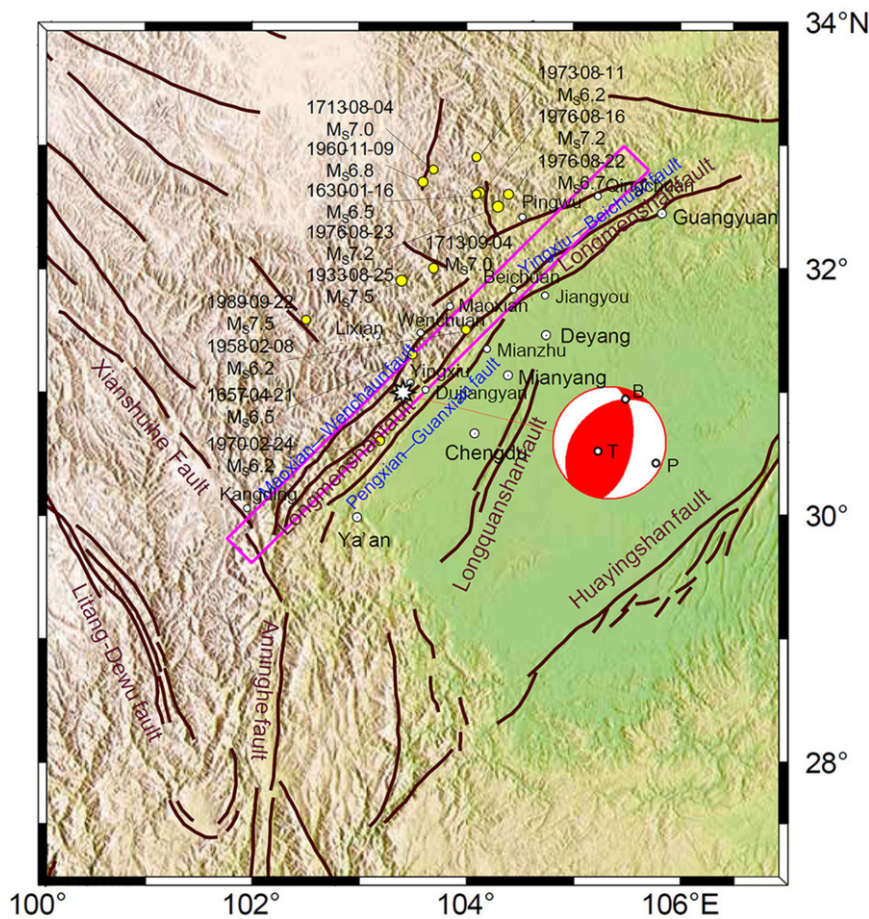 34°N
1973-08-11
Mₛ6.2
1713-08-04
Mₛ7.0
1976-08-16
Mₛ7.2
1960-11-09
Mₛ6.8
1976-08-22
Mₛ6.7
1630-01-16
Mₛ6.5
Qingchuan
Pingwu
Guangyuan
1976-08-23
Mₛ7.2
1713-09-04
Mₛ7.0
Yingxiu—Beichuan fault
Longmenshan fault
32°
1933-08-25
Mₛ7.5
Beichuan
Jiangyou
1989-09-22
Mₛ7.5
Maoxian
Lixian
Wenchuan
Deyang
1958-02-08
Mₛ6.2
Mianzhu
Yingxiu
Mianyang
Dujiangyan
1657-04-21
Mₛ6.5
B
Xianshuihe Fault
Maoxian—Wenchuan fault
Longmenshan fault
Pengxian—Guanxian fault
1970-02-24
Mₛ6.2
Chengdu
T
P
Kangding
30°
Ya'an
Longquanshan fault
Huayingshan fault
Litang-Dewu fault
Anninghe fault
28°
100°
102°
104°
106°E